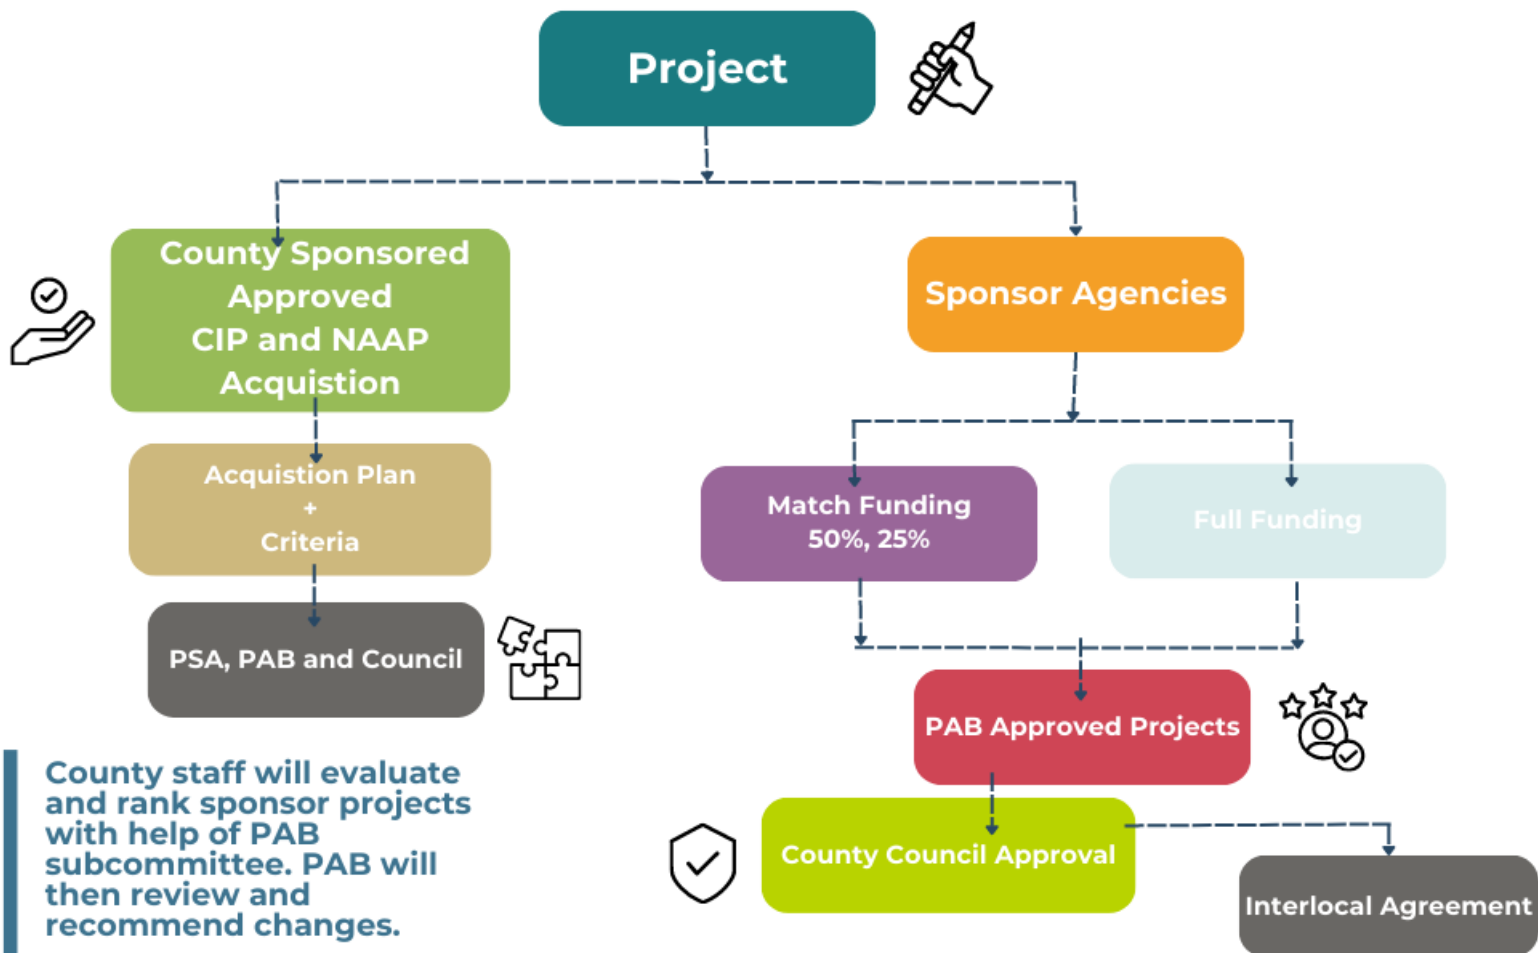 Project
County Sponsored
Approved
CIP and NAAP
Acquistion
Sponsor Agencies
Acquistion Plan
+
Criteria
Match Funding
50%, 25%
Full Funding
PSA, PAB and Council
PAB Approved Projects
County Council Approval
Interlocal Agreement
County staff will evaluate
and rank sponsor projects
with help of PAB
subcommittee. PAB will
then review and
recommend changes.